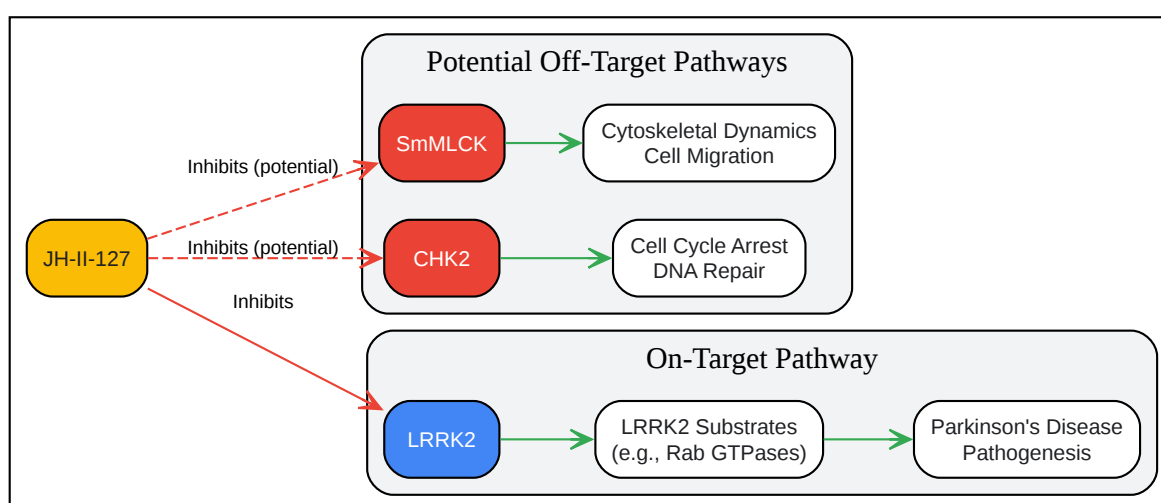 Potential Off-Target Pathways
SmMLCK
Cytoskeletal Dynamics
Cell Migration
Inhibits (potential)
JH-II-127
Inhibits (potential)
CHK2
Cell Cycle Arrest
DNA Repair
Inhibits
On-Target Pathway
LRRK2
LRRK2 Substrates
(e.g., Rab GTPases)
Parkinson's Disease
Pathogenesis